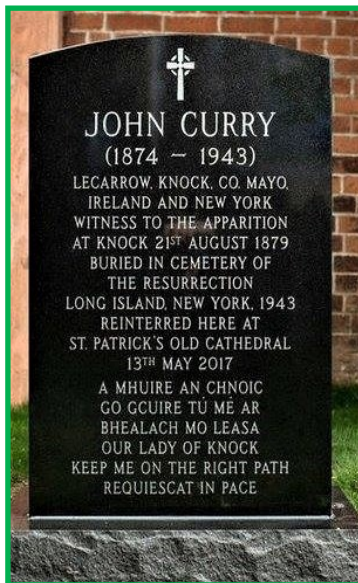 JOHN CURRY
(1874 – 1943)
LECARROW, KNOCK, CO. MAYO,
IRELAND AND NEW YORK
WITNESS TO THE APPARITION
AT KNOCK 21ST AUGUST 1879
BURIED IN CEMETERY OF
THE RESURRECTION
LONG ISLAND, NEW YORK, 1943
REINTERRED HERE AT
ST. PATRICK'S OLD CATHEDRAL
13TH MAY 2017
A MHUIRE AN CHNOIC
GO GCUIRE TÚ MÉ AR
BHEALACH MO LEASA
OUR LADY OF KNOCK
KEEP ME ON THE RIGHT PATH
REQUIESCAT IN PACE